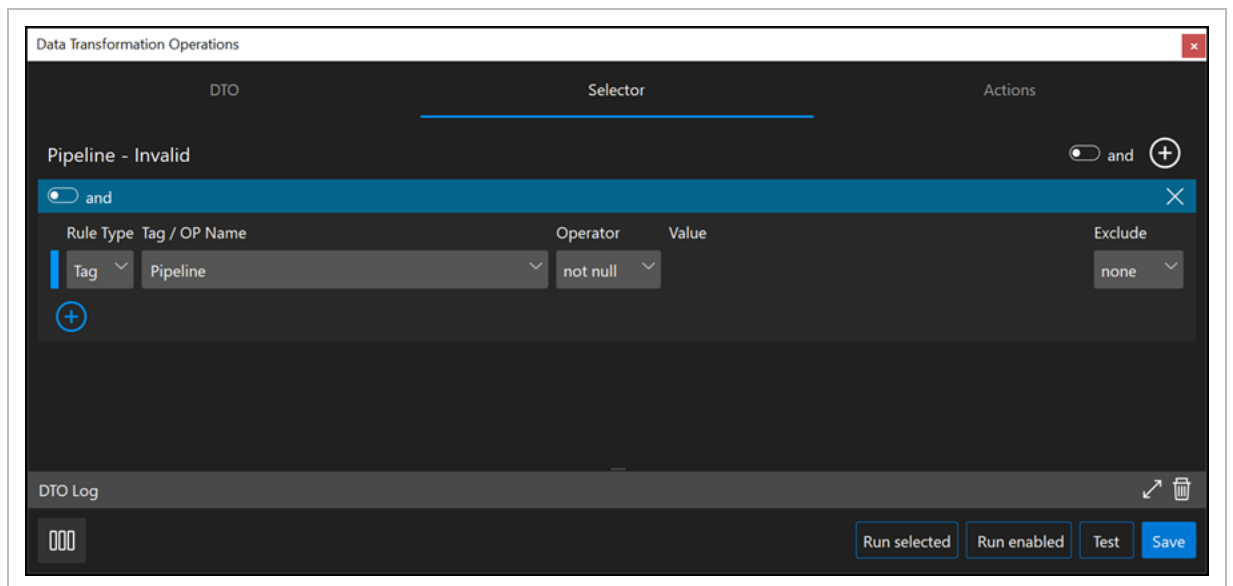 Data Transformation Operations
DTO Selector Actions
Pipeline - Invalid and
and
Rule Type Tag / OP Name Operator Value Exclude
Tag Pipeline not null none
DTO Log
Run selected Run enabled Test Save